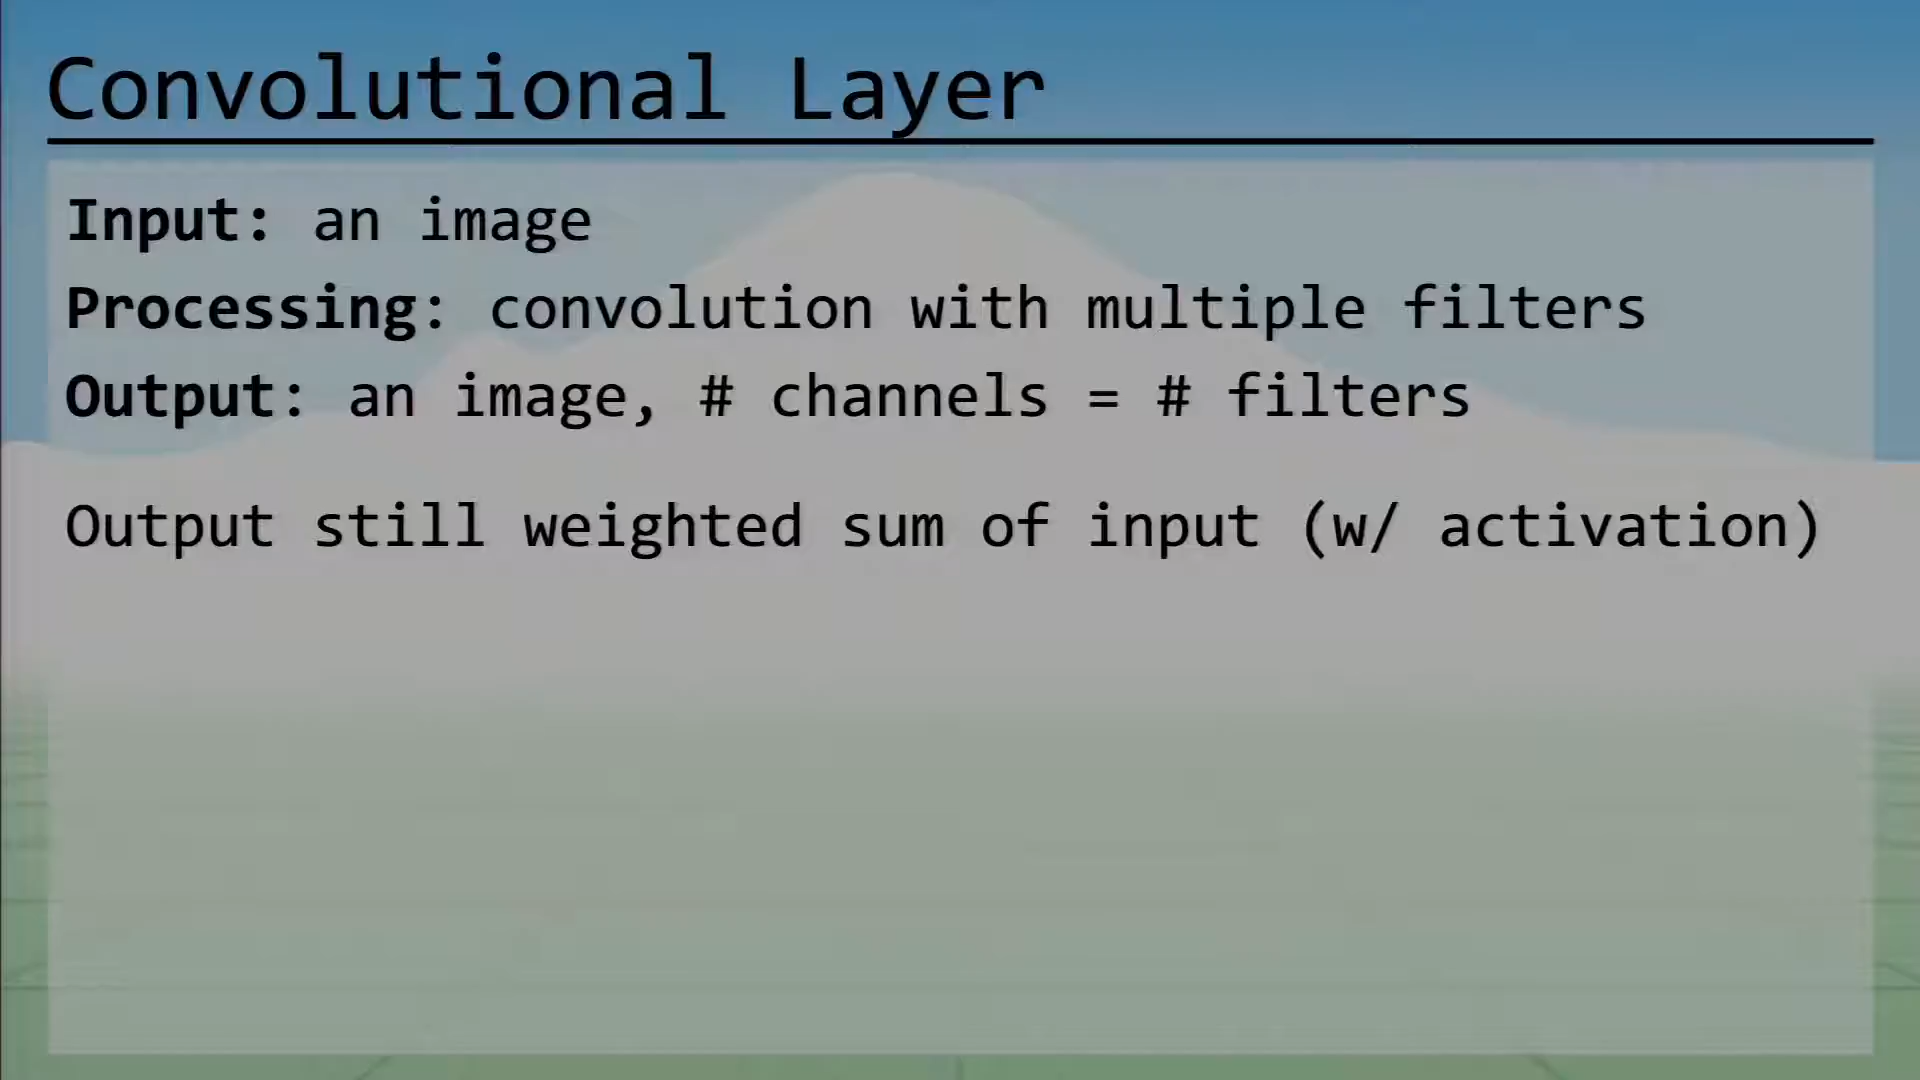 Convolutional Layer
Input: an image
Processing: convolution with multiple filters
Output: an image, # channels = # filters
Output still weighted sum of input (w/ activation)